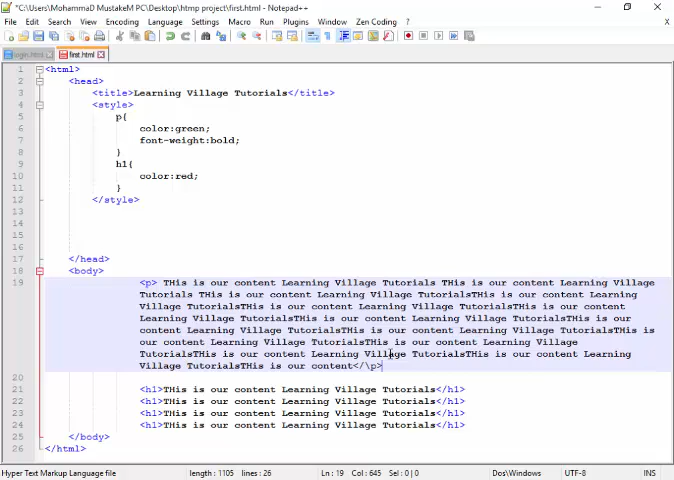 *C:\Users\MohammaD MustakeM PC\Desktop\htmp project\first.html - Notepad++
File Edit Search View Encoding Language Settings Macro Run Plugins Window Zen Coding ? X
login.html first.html
1 <html>
2 <head>
3 <title>Learning Village Tutorials</title>
4 <style>
5 p{
6 color:green;
7 font-weight:bold;
8 }
9 h1{
10 color:red;
11 }
12 </style>
13
14
15
16
17 </head>
18 <body>
19 <p> THis is our content Learning Village Tutorials THis is our content Learning Village
Tutorials THis is our content Learning Village TutorialsTHis is our content Learning
Village TutorialsTHis is our content Learning Village TutorialsTHis is our content
Learning Village TutorialsTHis is our content Learning Village TutorialsTHis is our
content Learning Village TutorialsTHis is our content Learning Village TutorialsTHis is
our content Learning Village TutorialsTHis is our content Learning Village
TutorialsTHis is our content Learning Village TutorialsTHis is our content Learning
Village TutorialsTHis is our content</\p>
20
21 <h1>THis is our content Learning Village Tutorials</h1>
22 <h1>THis is our content Learning Village Tutorials</h1>
23 <h1>THis is our content Learning Village Tutorials</h1>
24 <h1>THis is our content Learning Village Tutorials</h1>
25 </body>
26 </html>
Hyper Text Markup Language file length : 1105 lines : 26 Ln : 19 Col : 645 Sel : 0 | 0 Dos\Windows UTF-8 INS